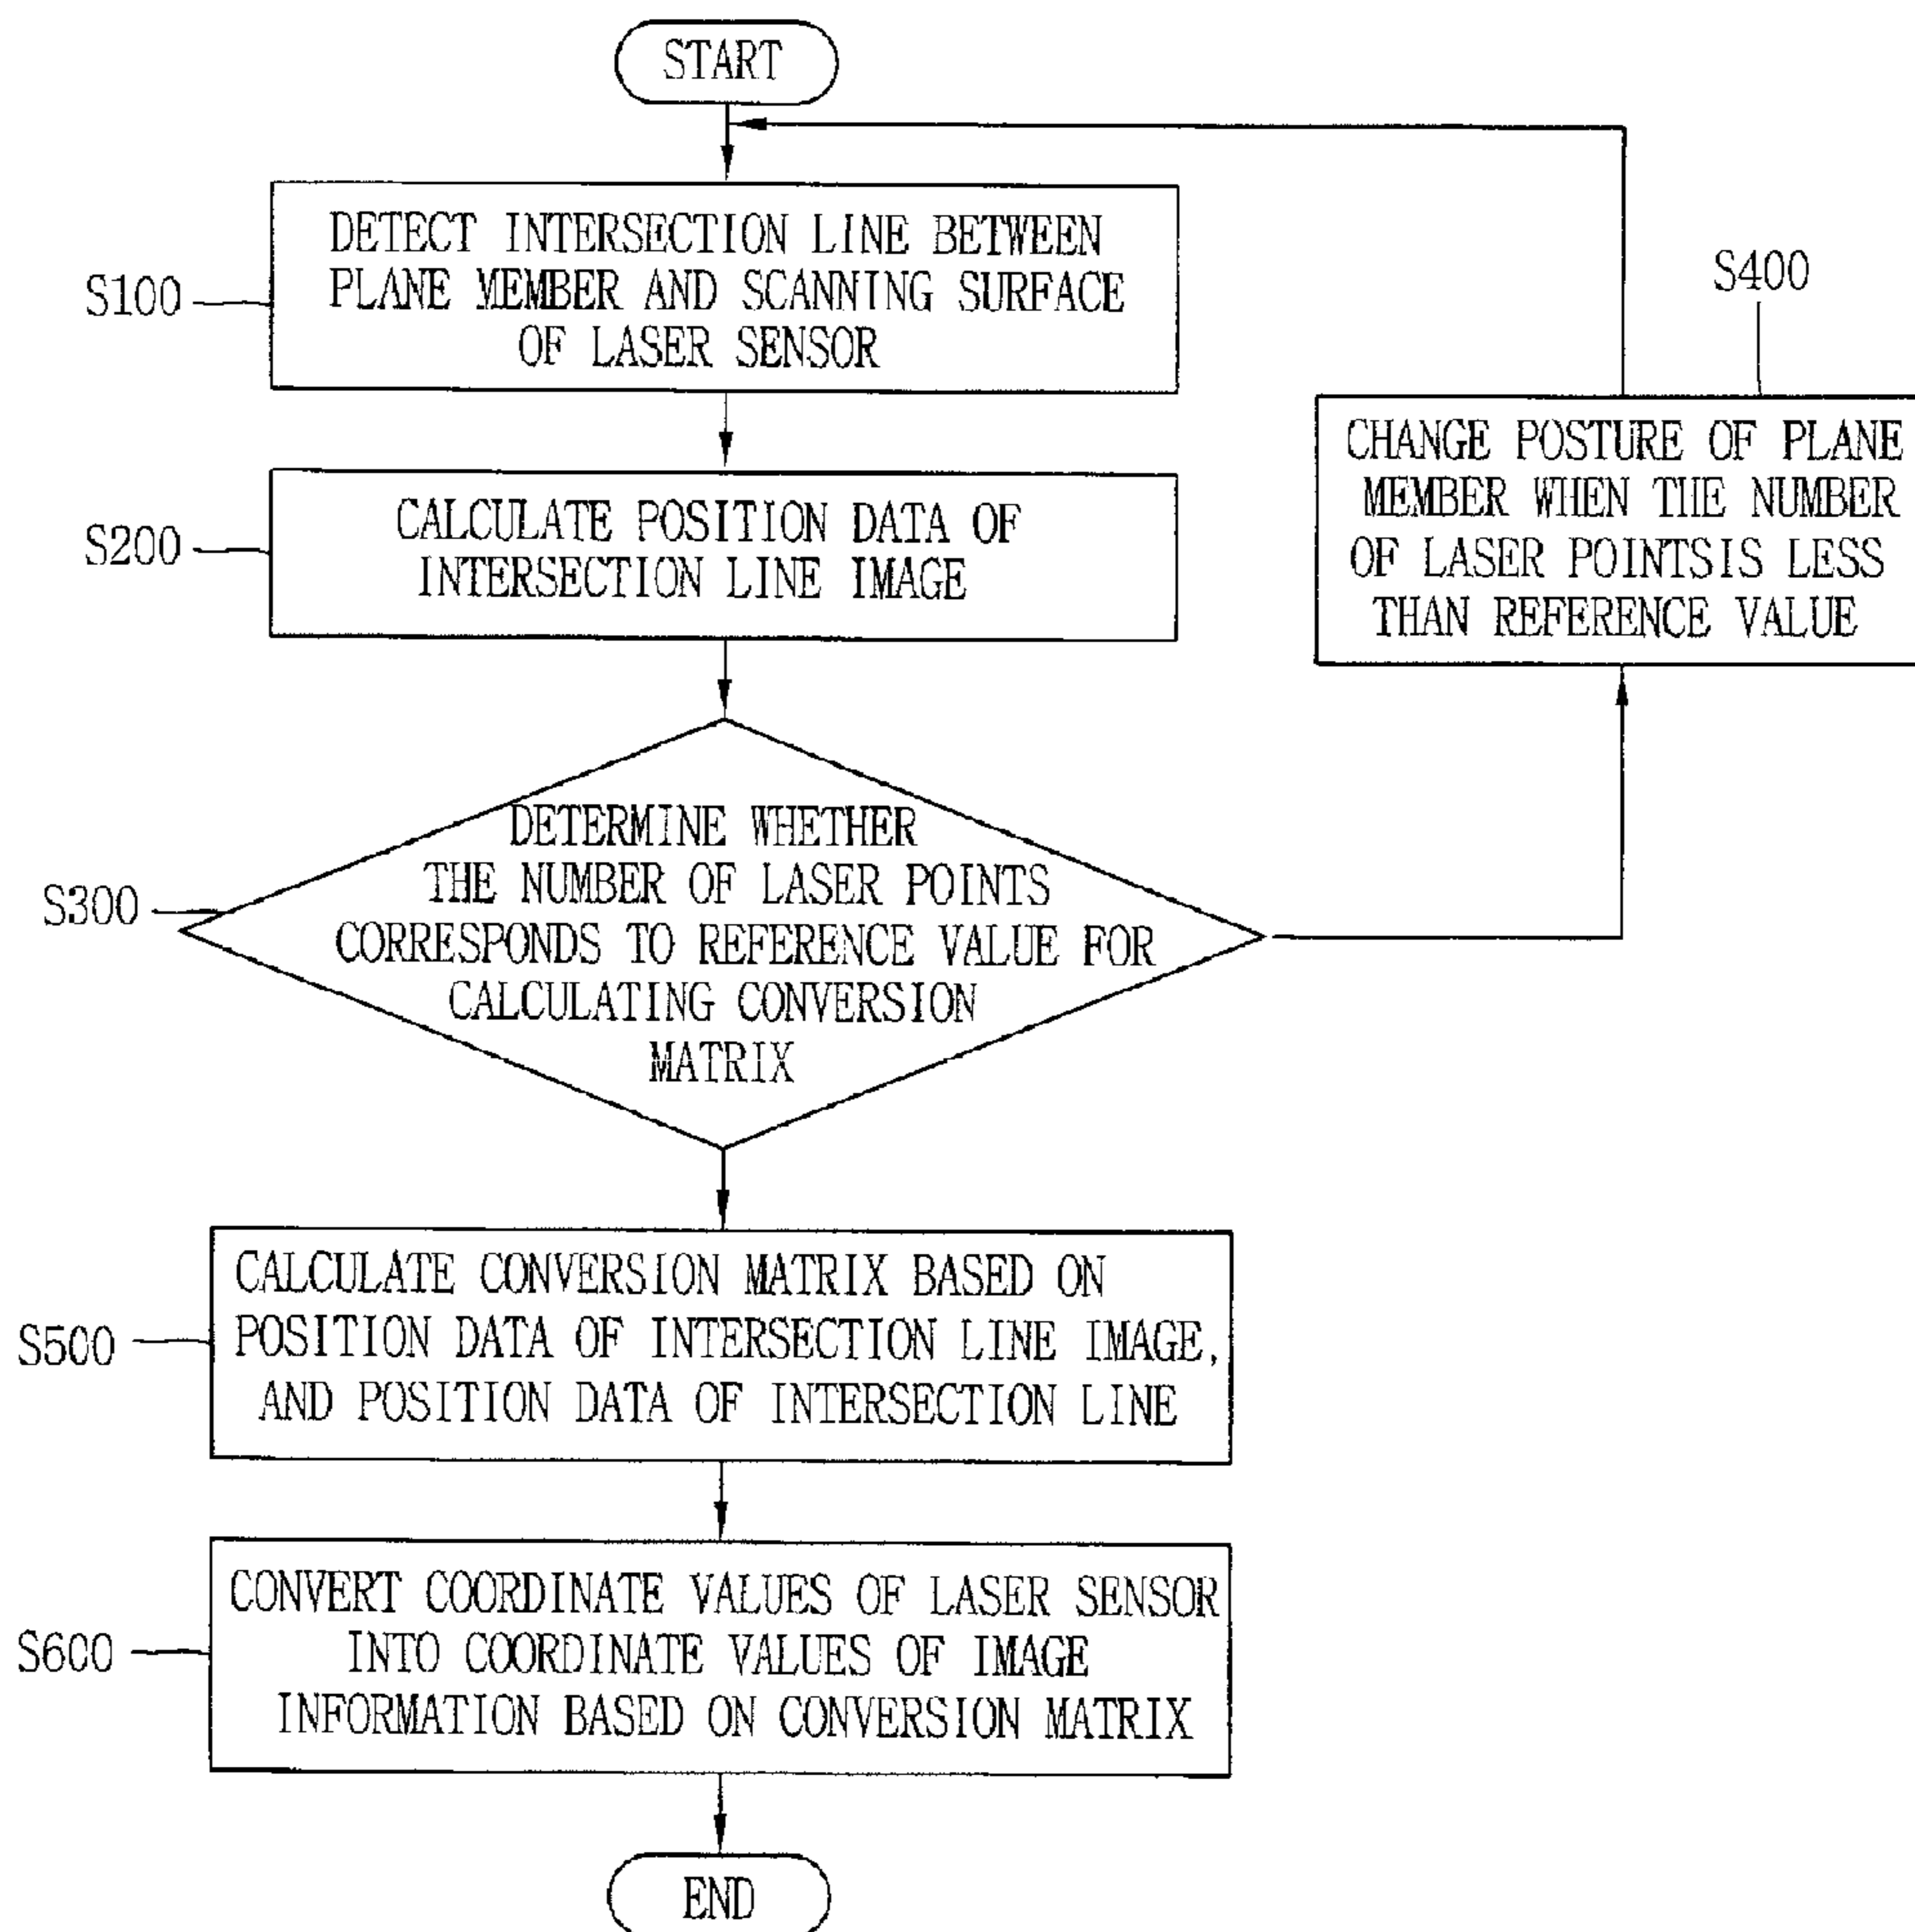 START
S100
DETECT INTERSECTION LINE BETWEEN
PLANE MEMBER AND SCANNING SURFACE
OF LASER SENSOR
S200
CALCULATE POSITION DATA OF
INTERSECTION LINE IMAGE
S300
DETERMINE WHETHER
THE NUMBER OF LASER POINTS
CORRESPONDS TO REFERENCE VALUE FOR
CALCULATING CONVERSION
MATRIX
S400
CHANGE POSTURE OF PLANE
MEMBER WHEN THE NUMBER
OF LASER POINTSIS LESS
THAN REFERENCE VALUE
S500
CALCULATE CONVERSION MATRIX BASED ON
POSITION DATA OF INTERSECTION LINE IMAGE,
AND POSITION DATA OF INTERSECTION LINE
S600
CONVERT COORDINATE VALUES OF LASER SENSOR
INTO COORDINATE VALUES OF IMAGE
INFORMATION BASED ON CONVERSION MATRIX
END